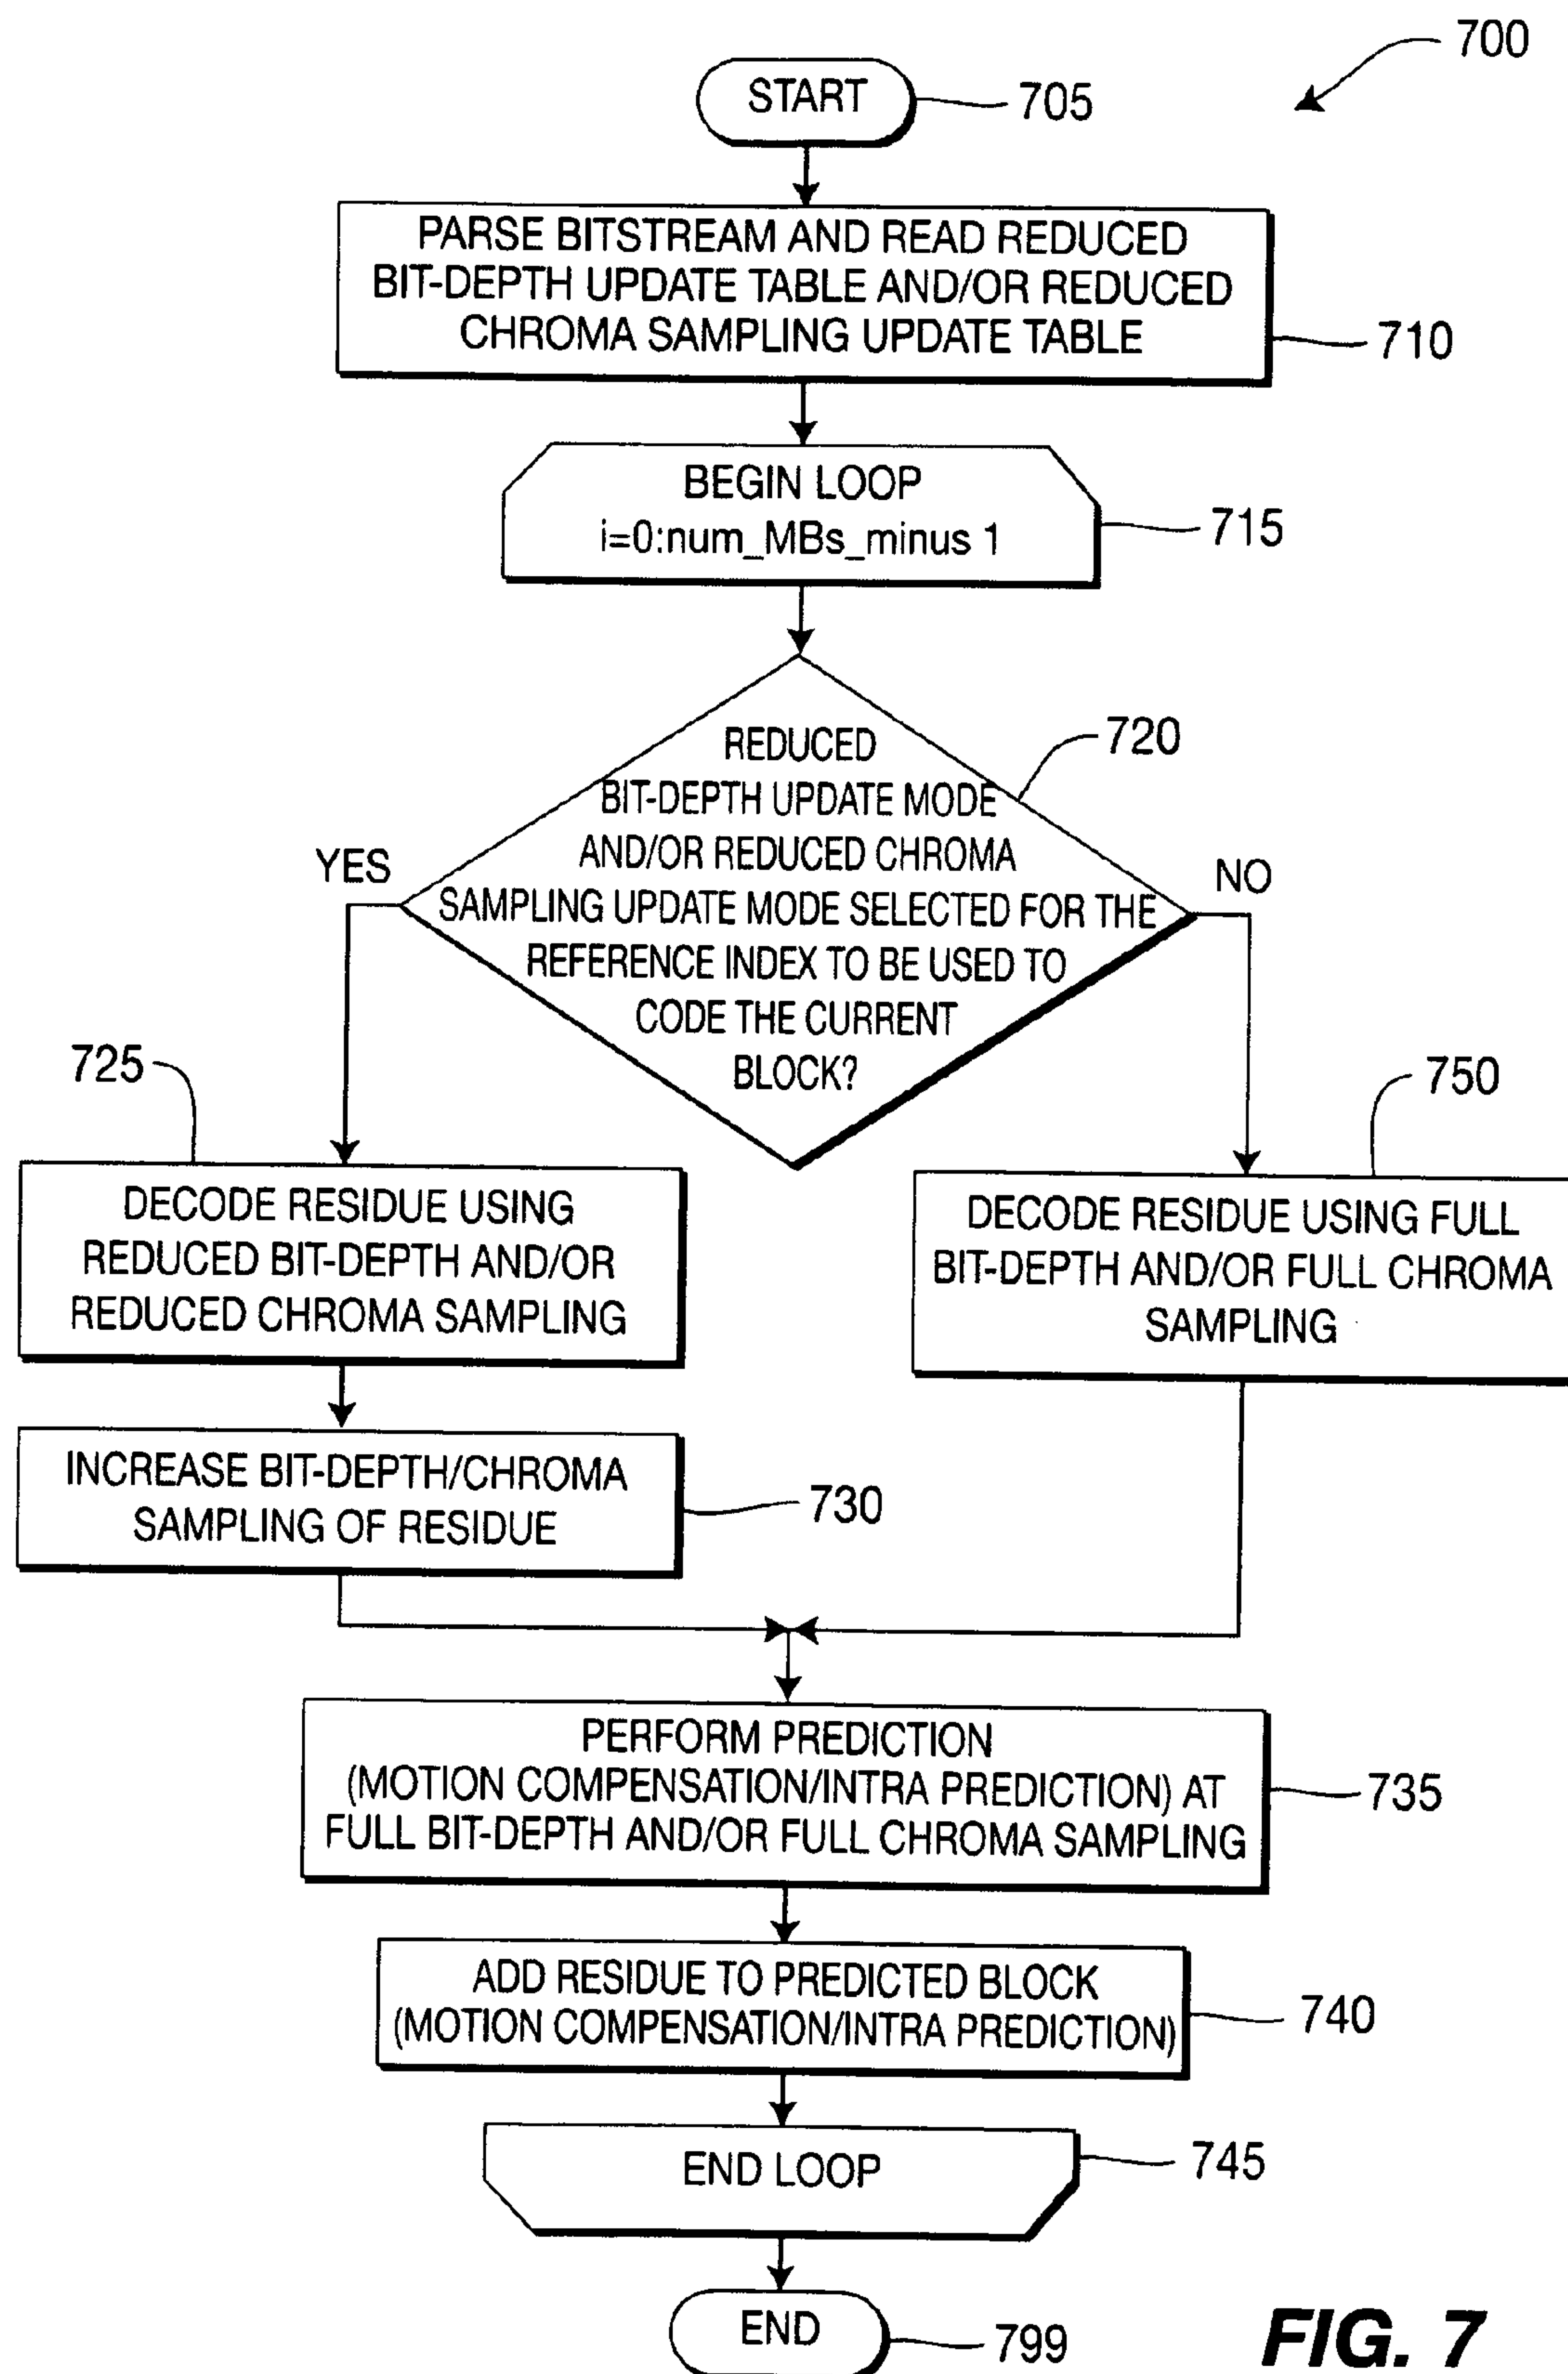 700
START
705
PARSE BITSTREAM AND READ REDUCED
BIT-DEPTH UPDATE TABLE AND/OR REDUCED
CHROMA SAMPLING UPDATE TABLE
710
BEGIN LOOP
i=0:num_MBs_minus 1
715
REDUCED
BIT-DEPTH UPDATE MODE
AND/OR REDUCED CHROMA
SAMPLING UPDATE MODE SELECTED FOR THE
REFERENCE INDEX TO BE USED TO
CODE THE CURRENT
BLOCK?
720
YES
NO
725
DECODE RESIDUE USING
REDUCED BIT-DEPTH AND/OR
REDUCED CHROMA SAMPLING
750
DECODE RESIDUE USING FULL
BIT-DEPTH AND/OR FULL CHROMA
SAMPLING
INCREASE BIT-DEPTH/CHROMA
SAMPLING OF RESIDUE
730
PERFORM PREDICTION
(MOTION COMPENSATION/INTRA PREDICTION) AT
FULL BIT-DEPTH AND/OR FULL CHROMA SAMPLING
735
ADD RESIDUE TO PREDICTED BLOCK
(MOTION COMPENSATION/INTRA PREDICTION)
740
END LOOP
745
END
799
FIG. 7